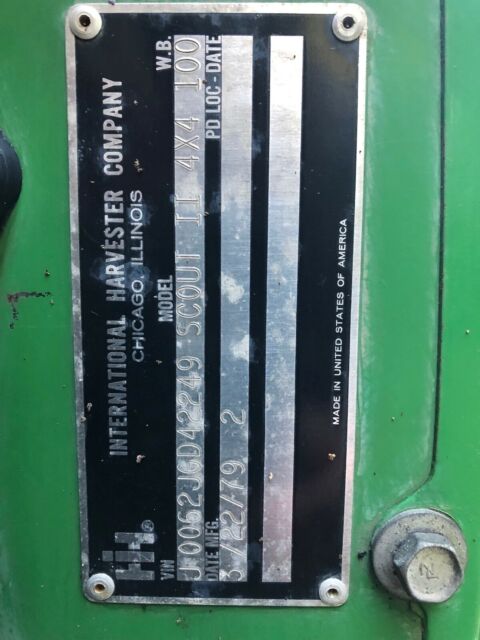 IH®
INTERNATIONAL HARVESTER COMPANY
CHICAGO, ILLINOIS
VIN MODEL W.B.
J0062JGD42249 SCOUT II 4X4 100
DATE MFG. PD LOC - DATE
3/22/79 2
MADE IN UNITED STATES OF AMERICA